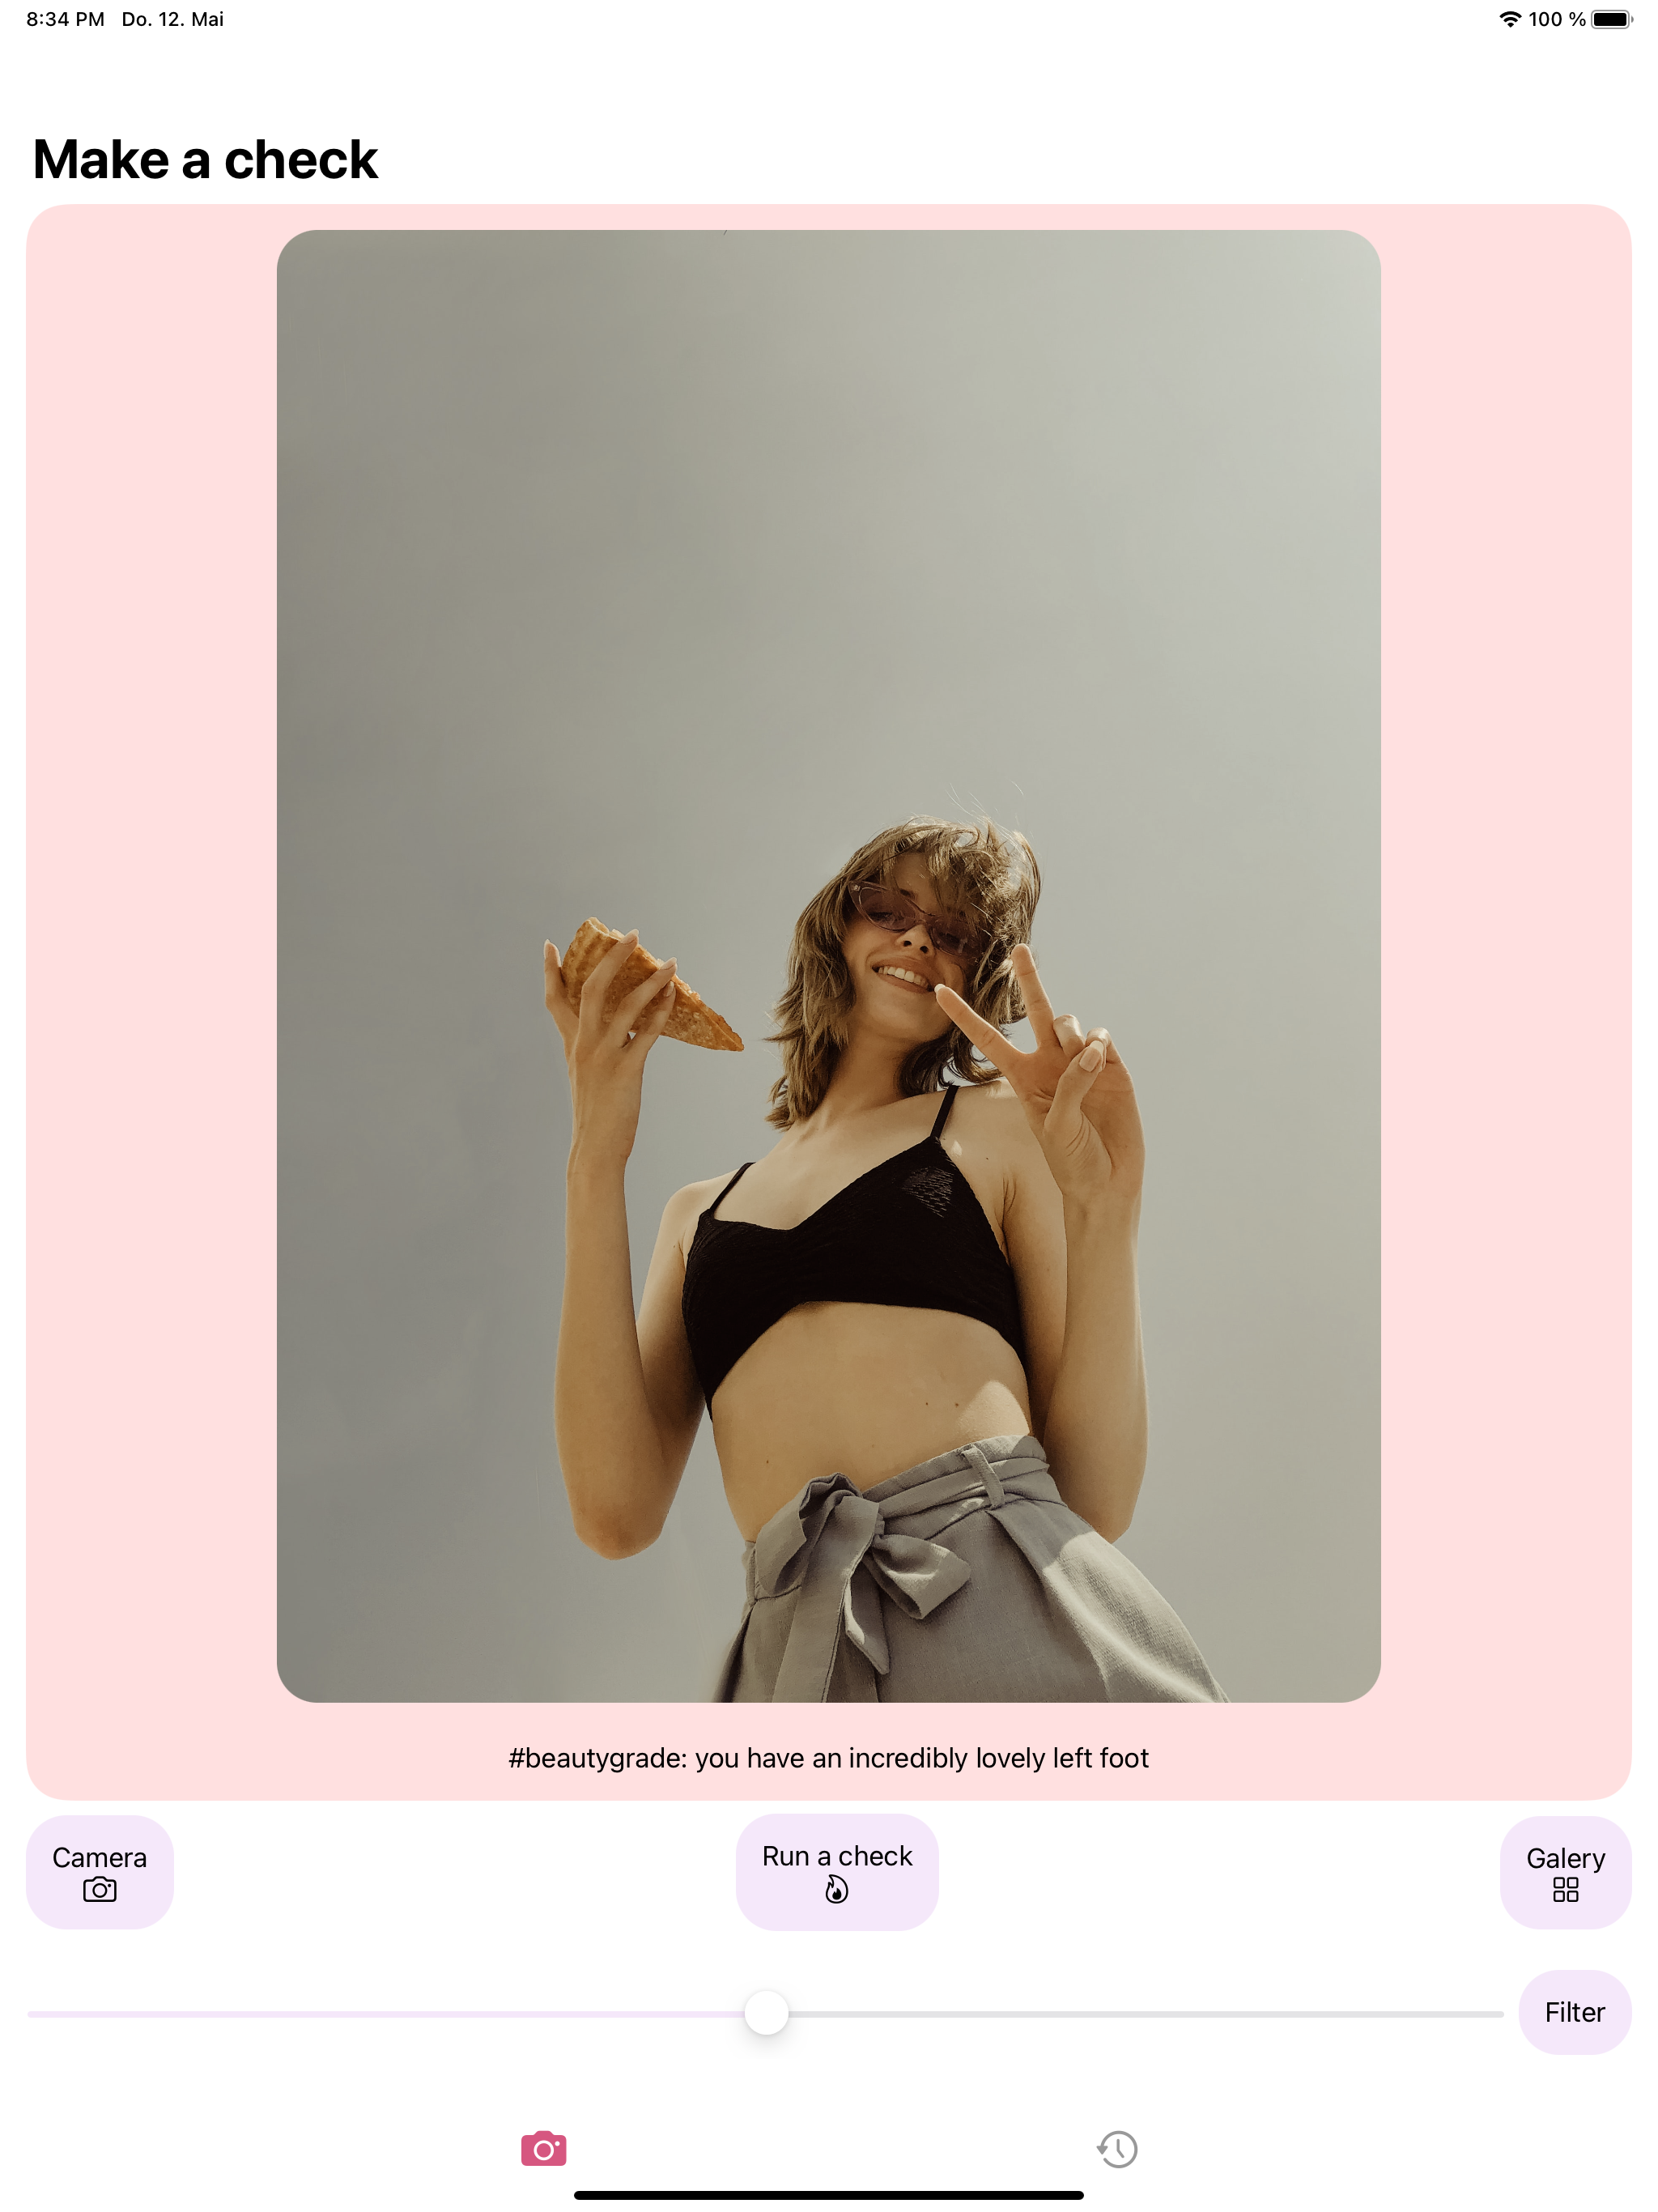 8:34 PM Do. 12. Mai
100 %
Make a check
#beautygrade: you have an incredibly lovely left foot
Camera
Run a check
Galery
Filter